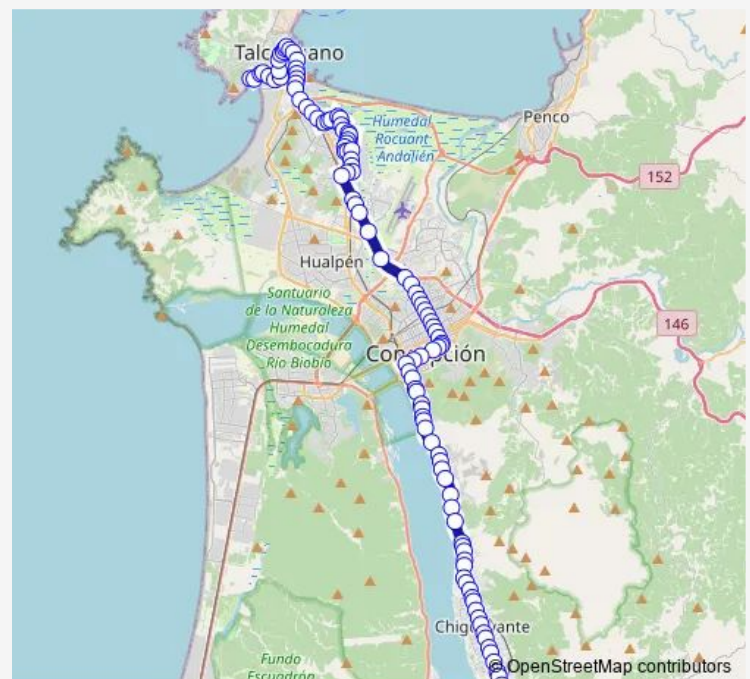 Talcahuano
Humedal
Rocuant
Andalién
Penco
152
Hualpén
Santuario
de la Naturaleza
Humedal
Desembocadura
Río Biobío
146
Concepción
Chiguayante
Fundo
Escuadrón
© OpenStreetMap contributors